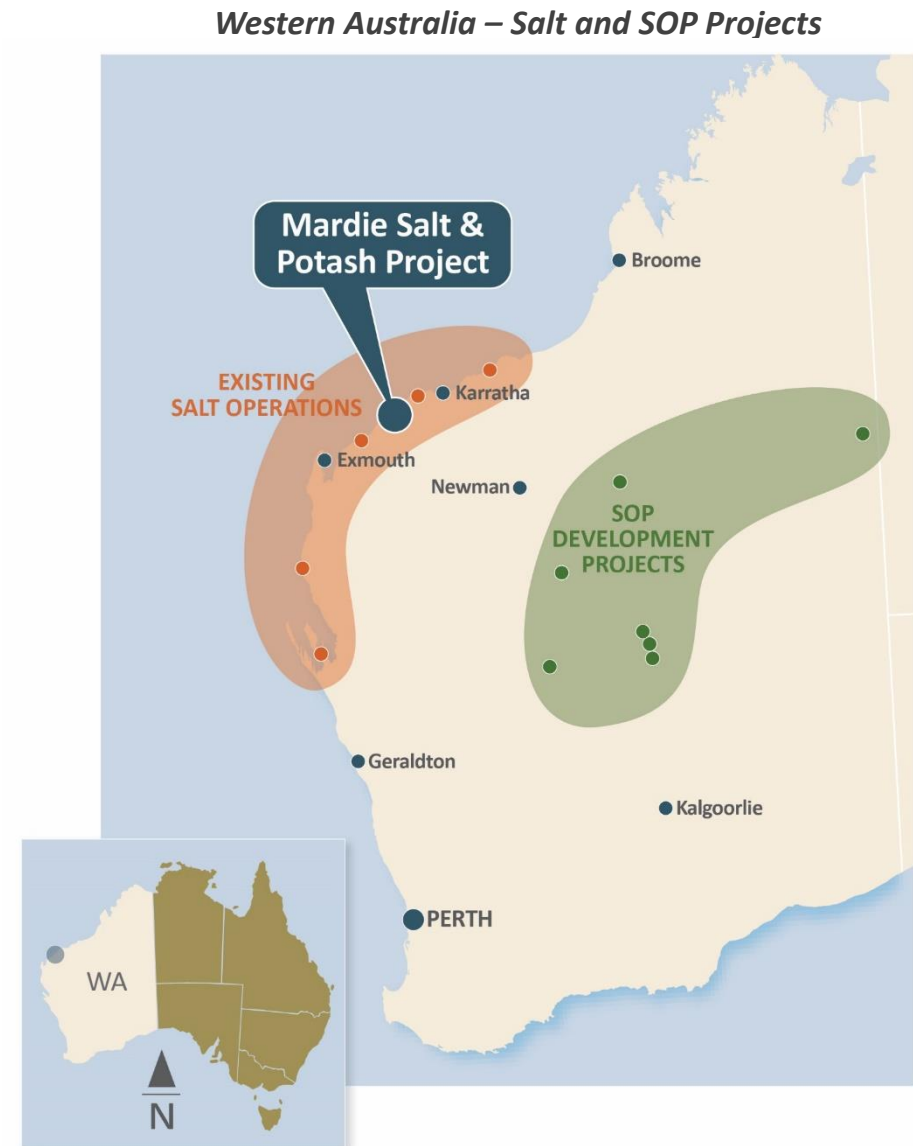 Western Australia – Salt and SOP Projects
Mardie Salt &
Potash Project
Broome
EXISTING
SALT OPERATIONS
Karratha
Exmouth
Newman
SOP
DEVELOPMENT
PROJECTS
Geraldton
Kalgoorlie
PERTH
WA
N